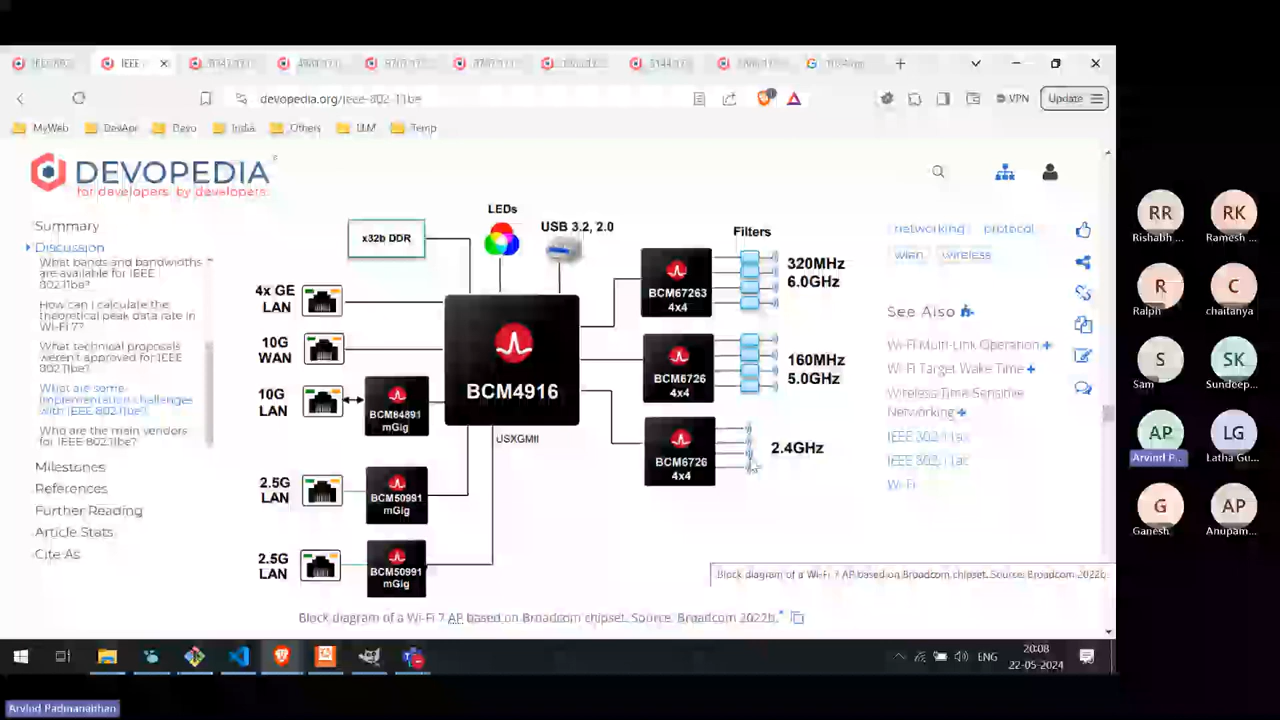 devopedia.org/ieee-802-11be
VPN
Update
MyWeb
DevApr
Devu
India
Others
LLM
Temp
DEVOPEDIA
for developers. by developers.
Summary
Discussion
What bands and bandwidths
are available for IEEE
802.11be?
How can I calculate the
theoretical peak data rate in
Wi-Fi 7?
What technical proposals
weren't approved for IEEE
802.11be?
What are some
implementation challenges
with IEEE 802.11be?
Who are the main vendors
for IEEE 802.11be?
Milestones
References
Further Reading
Article Stats
Cite As
LEDs
USB 3.2, 2.0
x32b DDR
4x GE
LAN
10G
WAN
10G
LAN
BCM84891
mGig
2.5G
LAN
BCM50991
mGig
2.5G
LAN
BCM50991
mGig
BCM4916
USXGMII
Filters
BCM67263
4x4
320MHz
6.0GHz
BCM6726
4x4
160MHz
5.0GHz
BCM6726
4x4
2.4GHz
Block diagram of a Wi-Fi 7 AP based on Broadcom chipset. Source: Broadcom 2022b.
Block diagram of a Wi-Fi 7 AP based on Broadcom chipset. Source: Broadcom 2022b.
networking
protocol
wlan
wireless
See Also
Wi-Fi Multi-Link Operation
Wi-Fi Target Wake Time
Wireless Time Sensitive
Networking
IEEE 802.11ax
IEEE 802.11ac
Wi-Fi
ENG
20:08
22-05-2024
RR
Rishabh ...
RK
Ramesh ...
R
Ralph
C
chaitanya
S
Sam
SK
Sundeep...
AP
Arvind P...
LG
Latha Gu...
G
Ganesh
AP
Anupam...
Arvind Padmanabhan